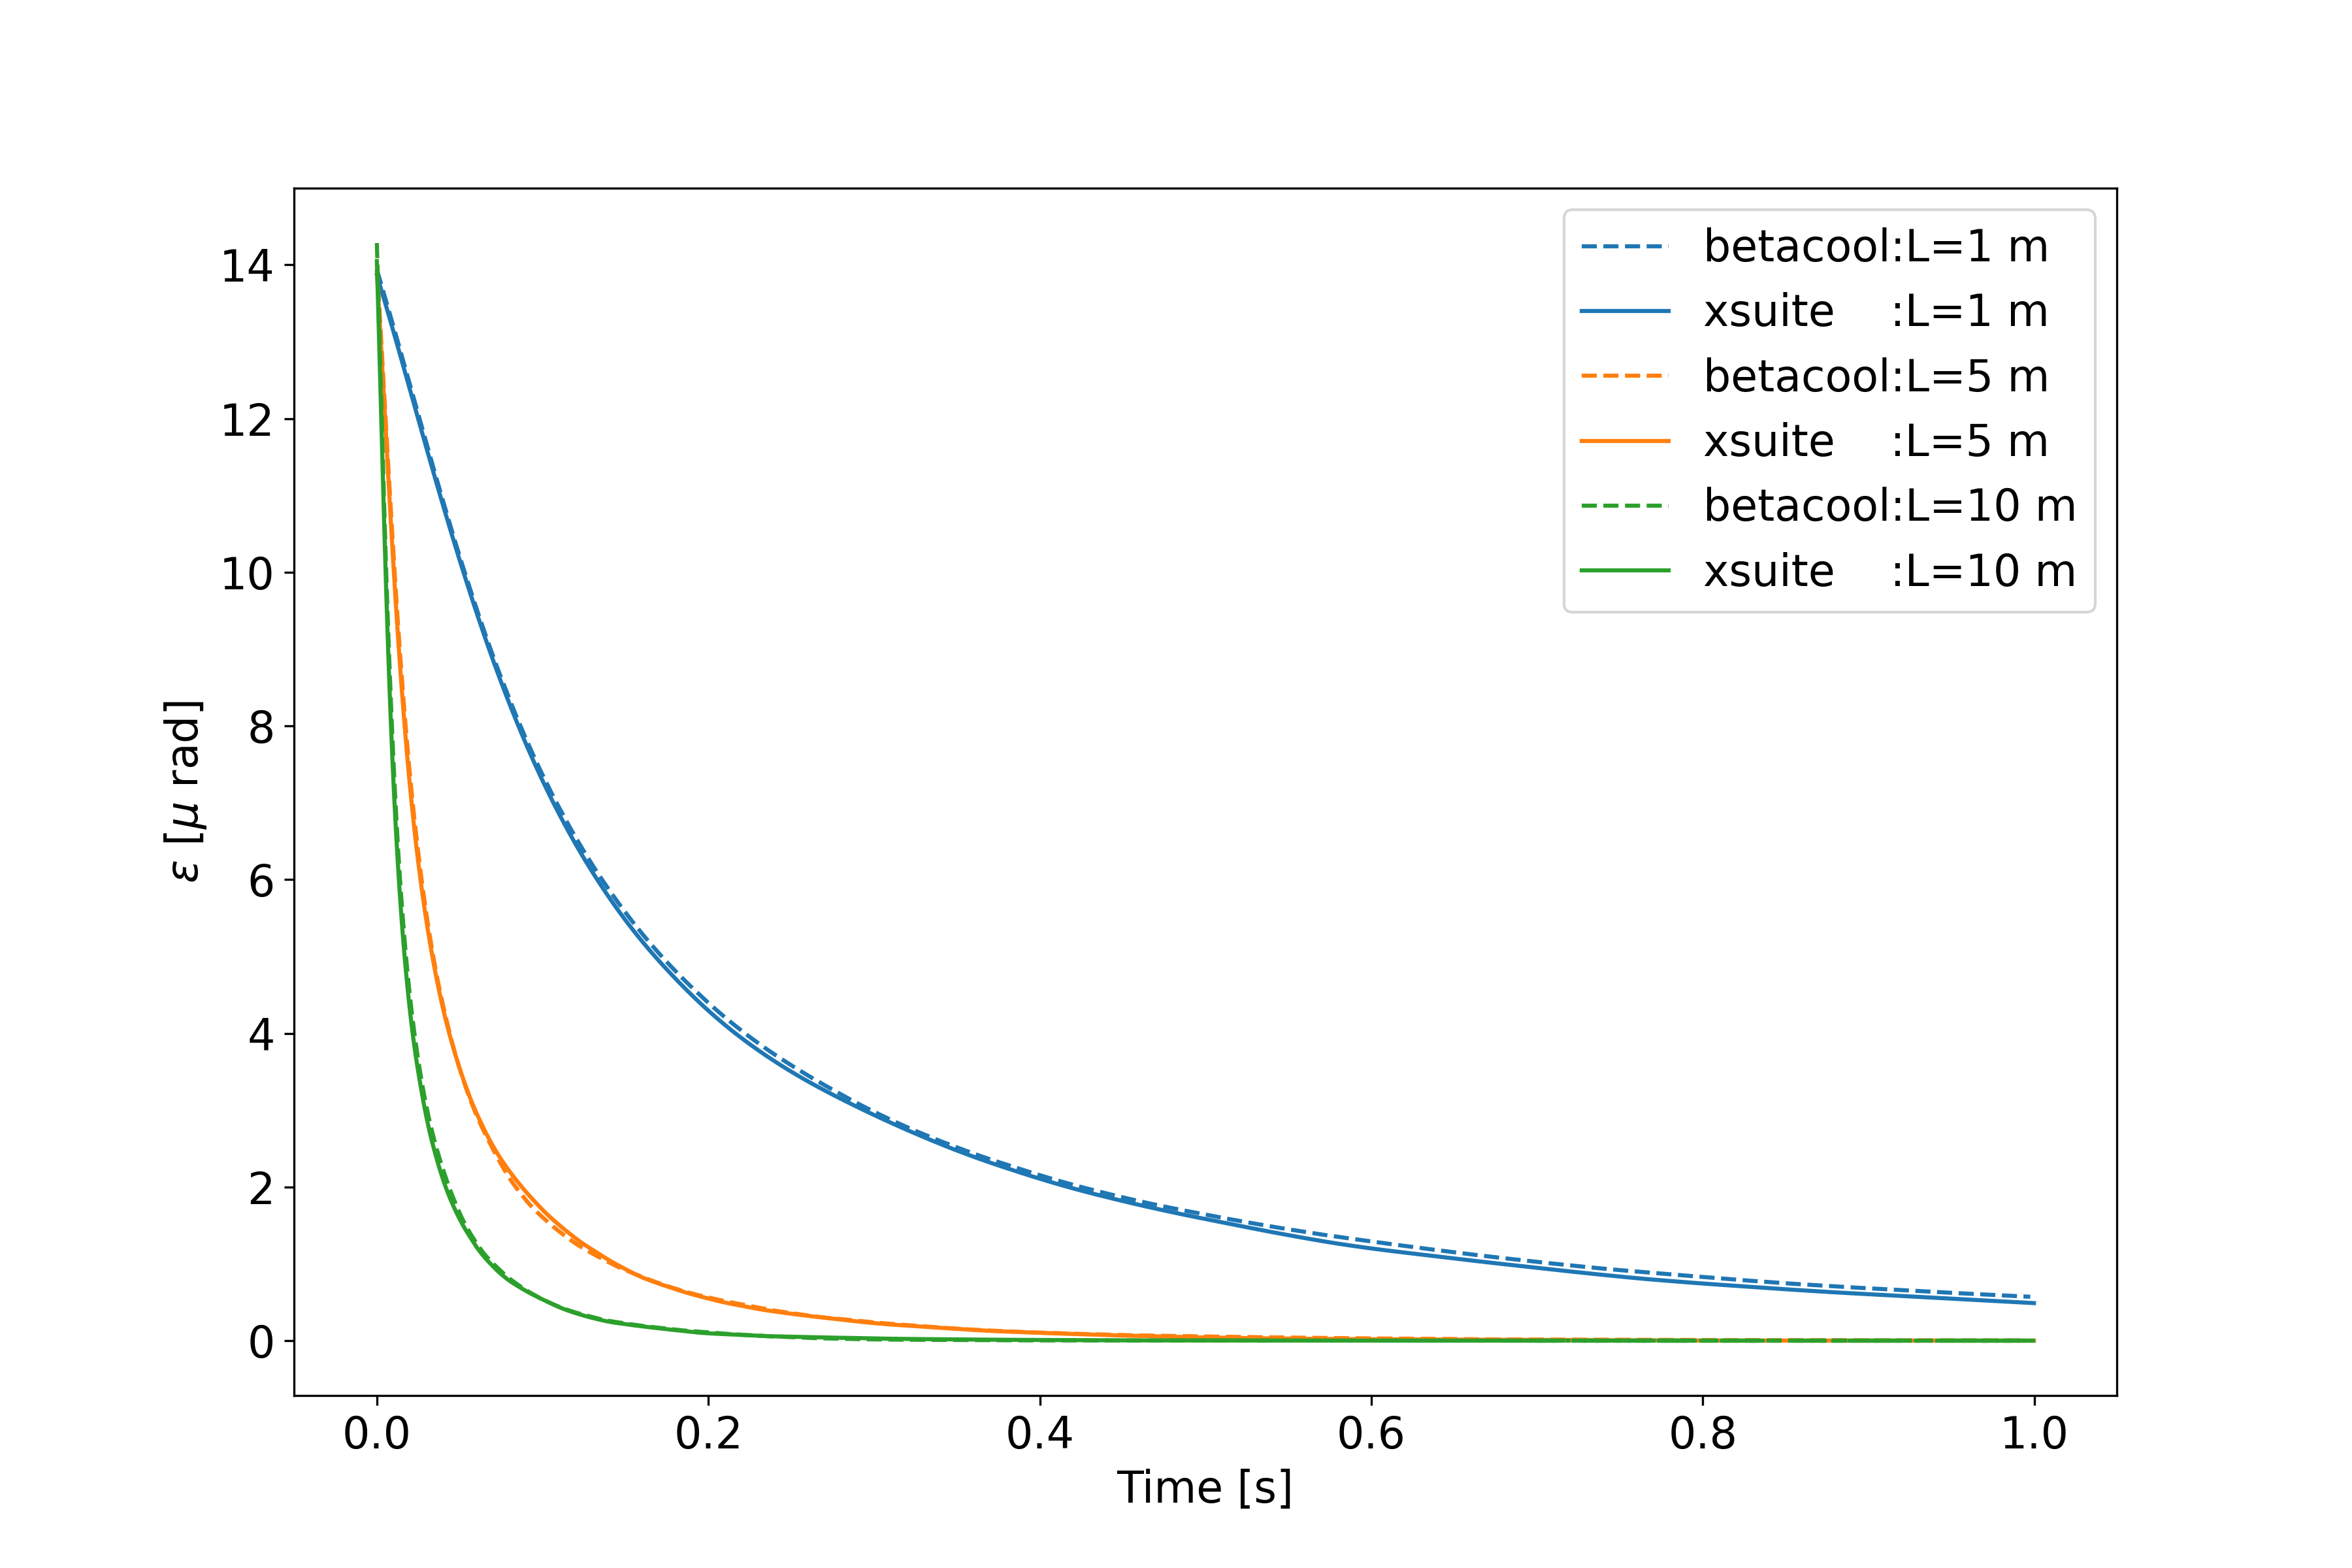 betacool:L=1 m
xsuite    :L=1 m
betacool:L=5 m
xsuite    :L=5 m
betacool:L=10 m
xsuite    :L=10 m
14
12
10
8
6
4
2
0
ε [μ rad]
0.0 0.2 0.4 0.6 0.8 1.0
Time [s]